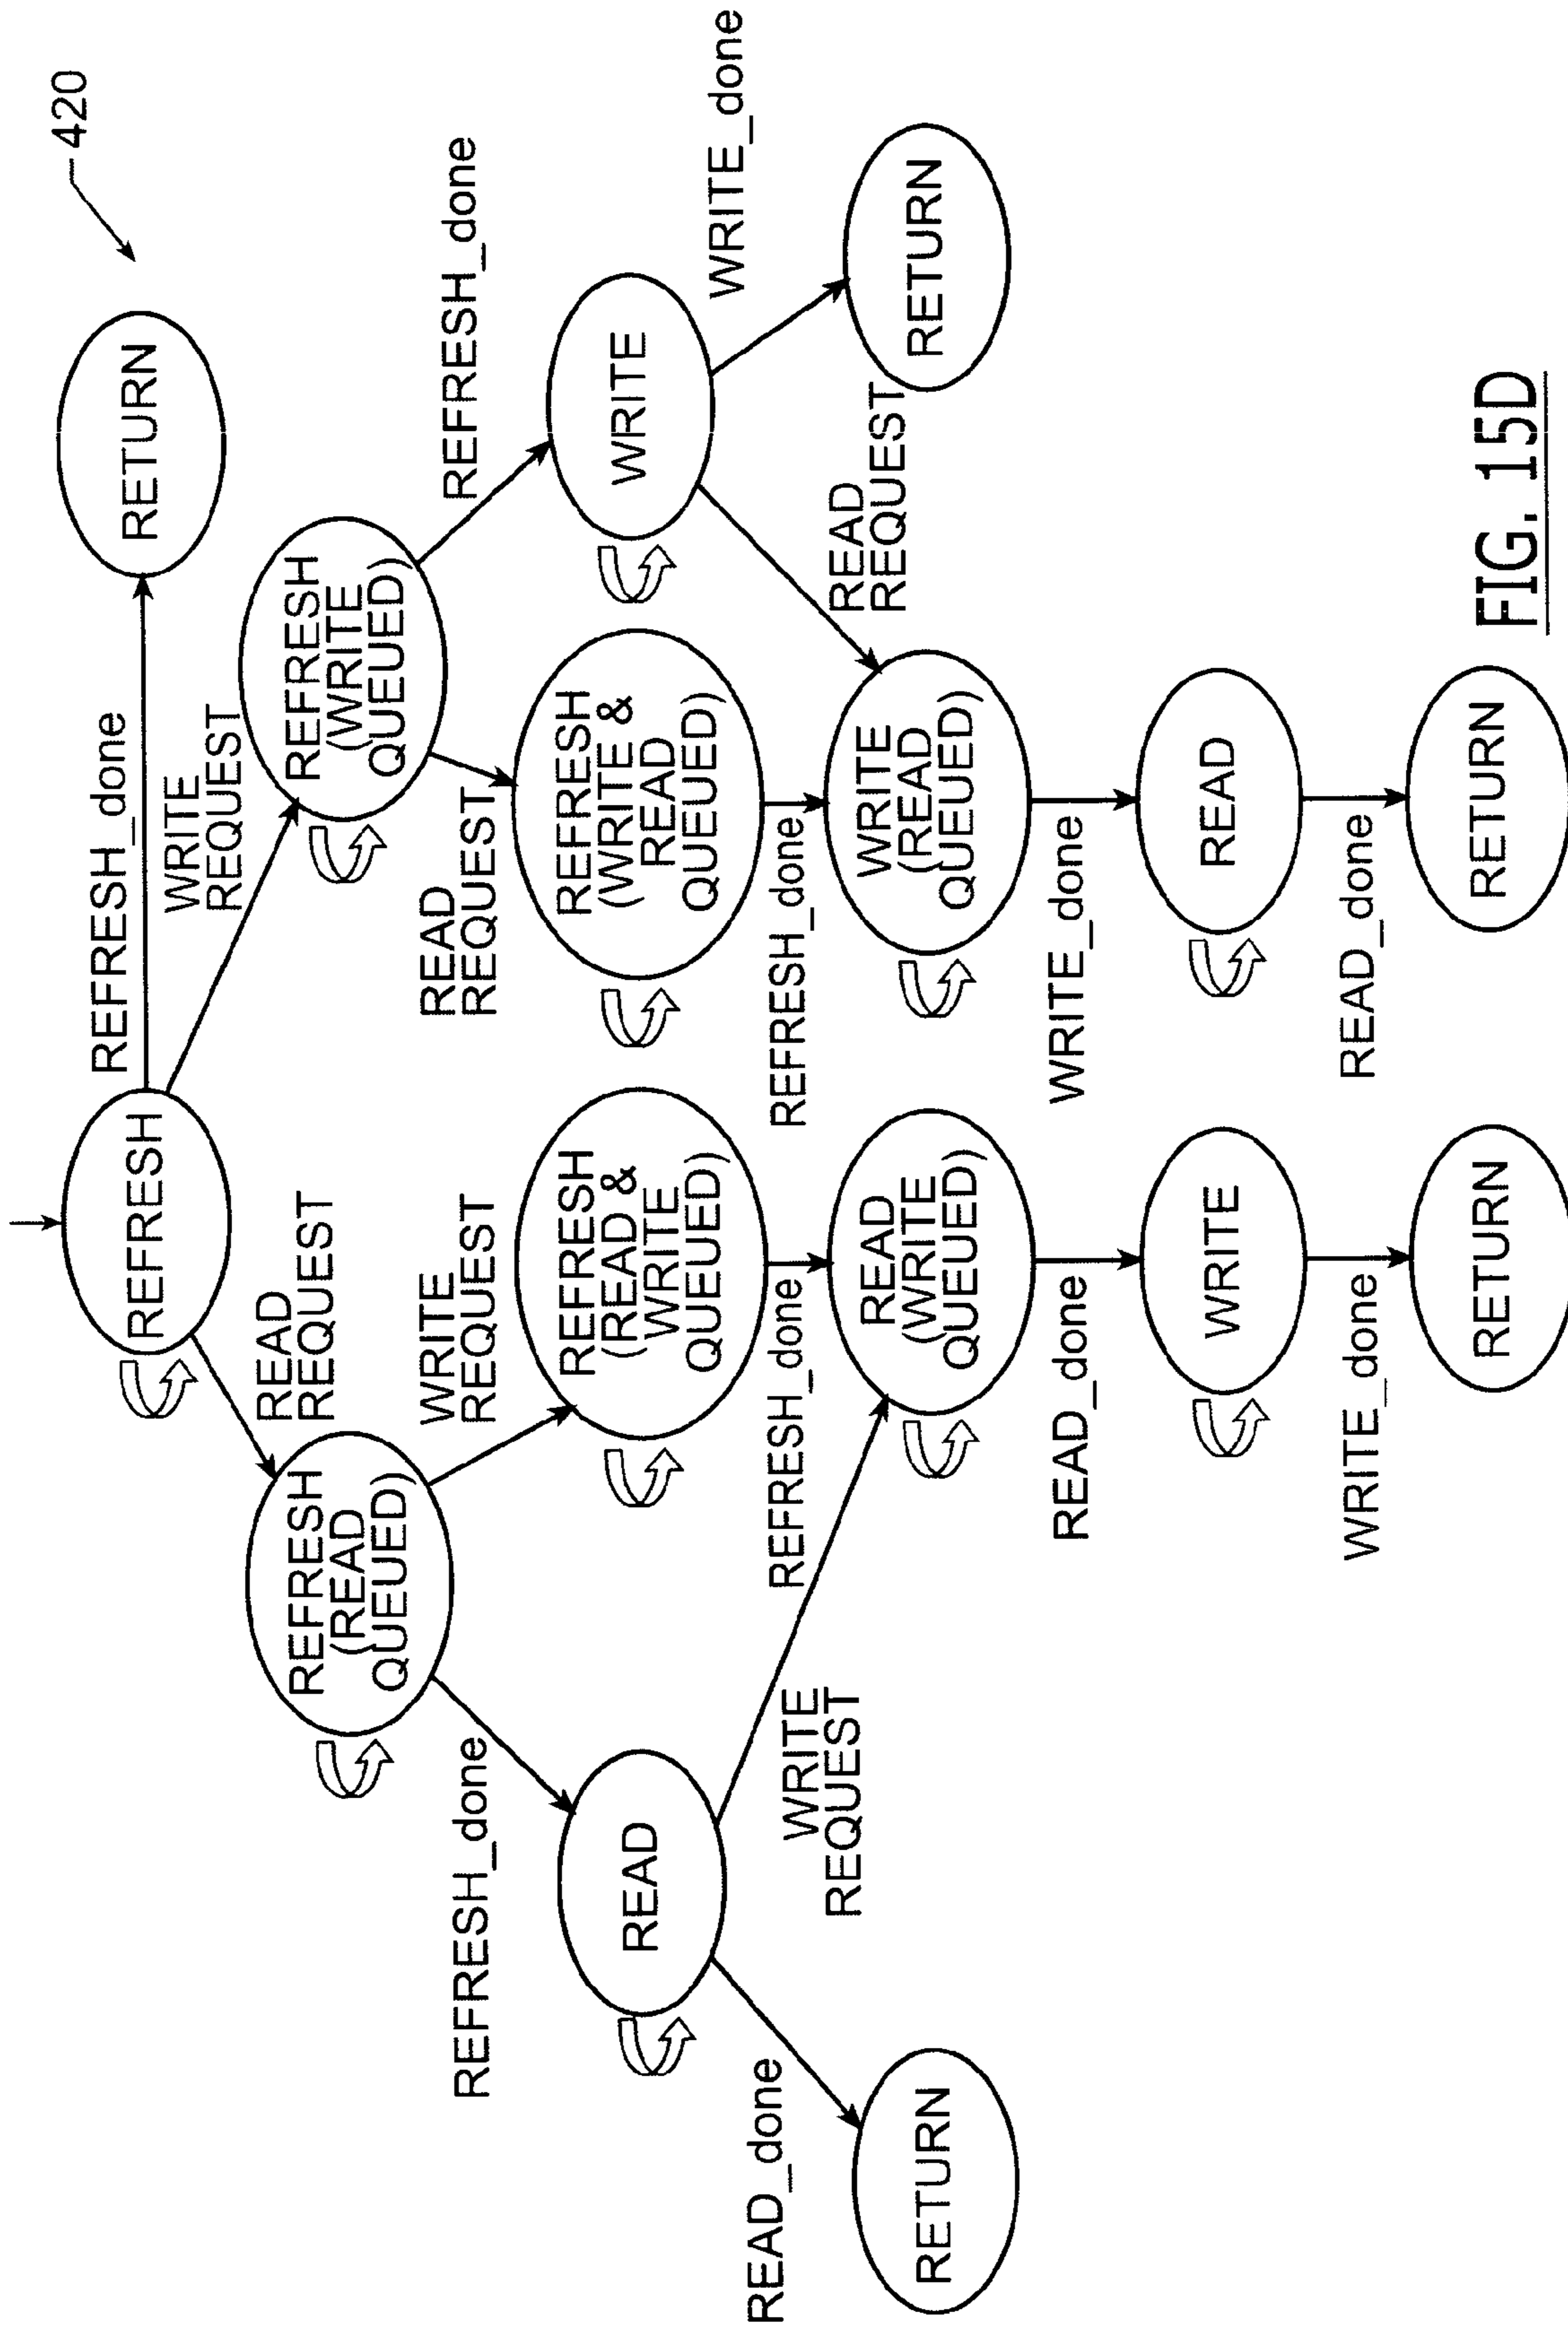 420
REFRESH
REFRESH_done
RETURN
READ
REQUEST
WRITE
REQUEST
REFRESH
(READ
QUEUED)
REFRESH
(WRITE
QUEUED)
REFRESH_done
WRITE
REQUEST
READ
REQUEST
REFRESH_done
READ
REFRESH
(READ &
WRITE
QUEUED)
REFRESH
(WRITE &
READ
QUEUED)
WRITE
READ_done
WRITE
REQUEST
REFRESH_done
REFRESH_done
READ
REQUEST
WRITE_done
RETURN
READ
(WRITE
QUEUED)
WRITE
(READ
QUEUED)
RETURN
READ_done
WRITE_done
WRITE
READ
WRITE_done
READ_done
RETURN
RETURN
FIG. 15D